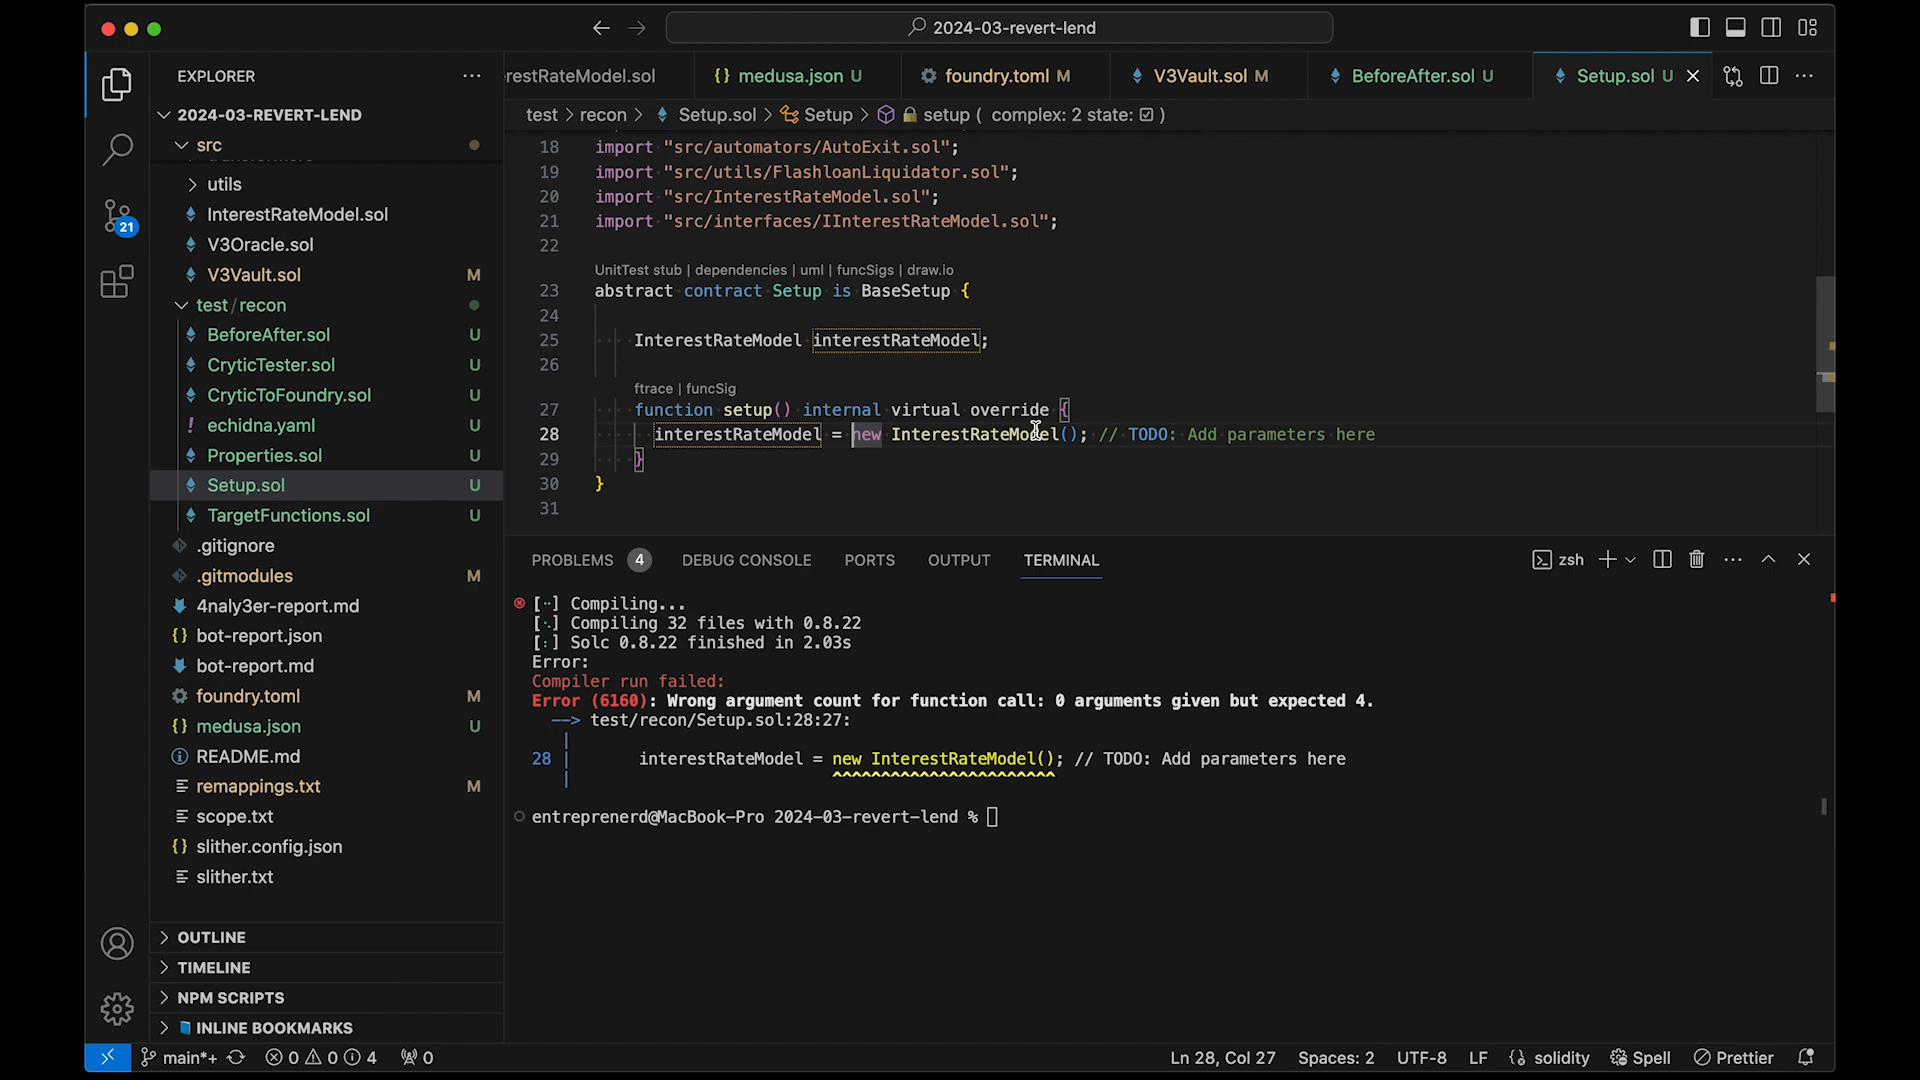 2024-03-revert-lend
EXPLORER
2024-03-REVERT-LEND
src
utils
InterestRateModel.sol
V3Oracle.sol
V3Vault.sol M
test/recon
BeforeAfter.sol U
CryticTester.sol U
CryticToFoundry.sol U
! echidna.yaml U
Properties.sol U
Setup.sol U
TargetFunctions.sol U
.gitignore
.gitmodules M
4naly3er-report.md
{} bot-report.json
bot-report.md
foundry.toml M
{} medusa.json U
README.md
remappings.txt M
scope.txt
{} slither.config.json
slither.txt
OUTLINE
TIMELINE
NPM SCRIPTS
INLINE BOOKMARKS
21
erestRateModel.sol {} medusa.json U foundry.toml M V3Vault.sol M BeforeAfter.sol U Setup.sol U
test > recon > Setup.sol > Setup > setup ( complex: 2 state: ☑ )
18 import "src/automators/AutoExit.sol";
19 import "src/utils/FlashloanLiquidator.sol";
20 import "src/InterestRateModel.sol";
21 import "src/interfaces/IInterestRateModel.sol";
22
UnitTest stub | dependencies | uml | funcSigs | draw.io
23 abstract contract Setup is BaseSetup {
24
25 InterestRateModel interestRateModel;
26
ftrace | funcSig
27 function setup() internal virtual override {
28 interestRateModel = new InterestRateModel(); // TODO: Add parameters here
29 }
30 }
31
PROBLEMS 4 DEBUG CONSOLE PORTS OUTPUT TERMINAL zsh
[⠒] Compiling...
[⠢] Compiling 32 files with 0.8.22
[⠆] Solc 0.8.22 finished in 2.03s
Error:
Compiler run failed:
Error (6160): Wrong argument count for function call: 0 arguments given but expected 4.
--> test/recon/Setup.sol:28:27:
|
28 | interestRateModel = new InterestRateModel(); // TODO: Add parameters here
| ^^^^^^^^^^^^^^^^^^^^^^^
entreprenerd@MacBook-Pro 2024-03-revert-lend %
main*+ 0 0 4 0 Ln 28, Col 27 Spaces: 2 UTF-8 LF solidity Spell Prettier